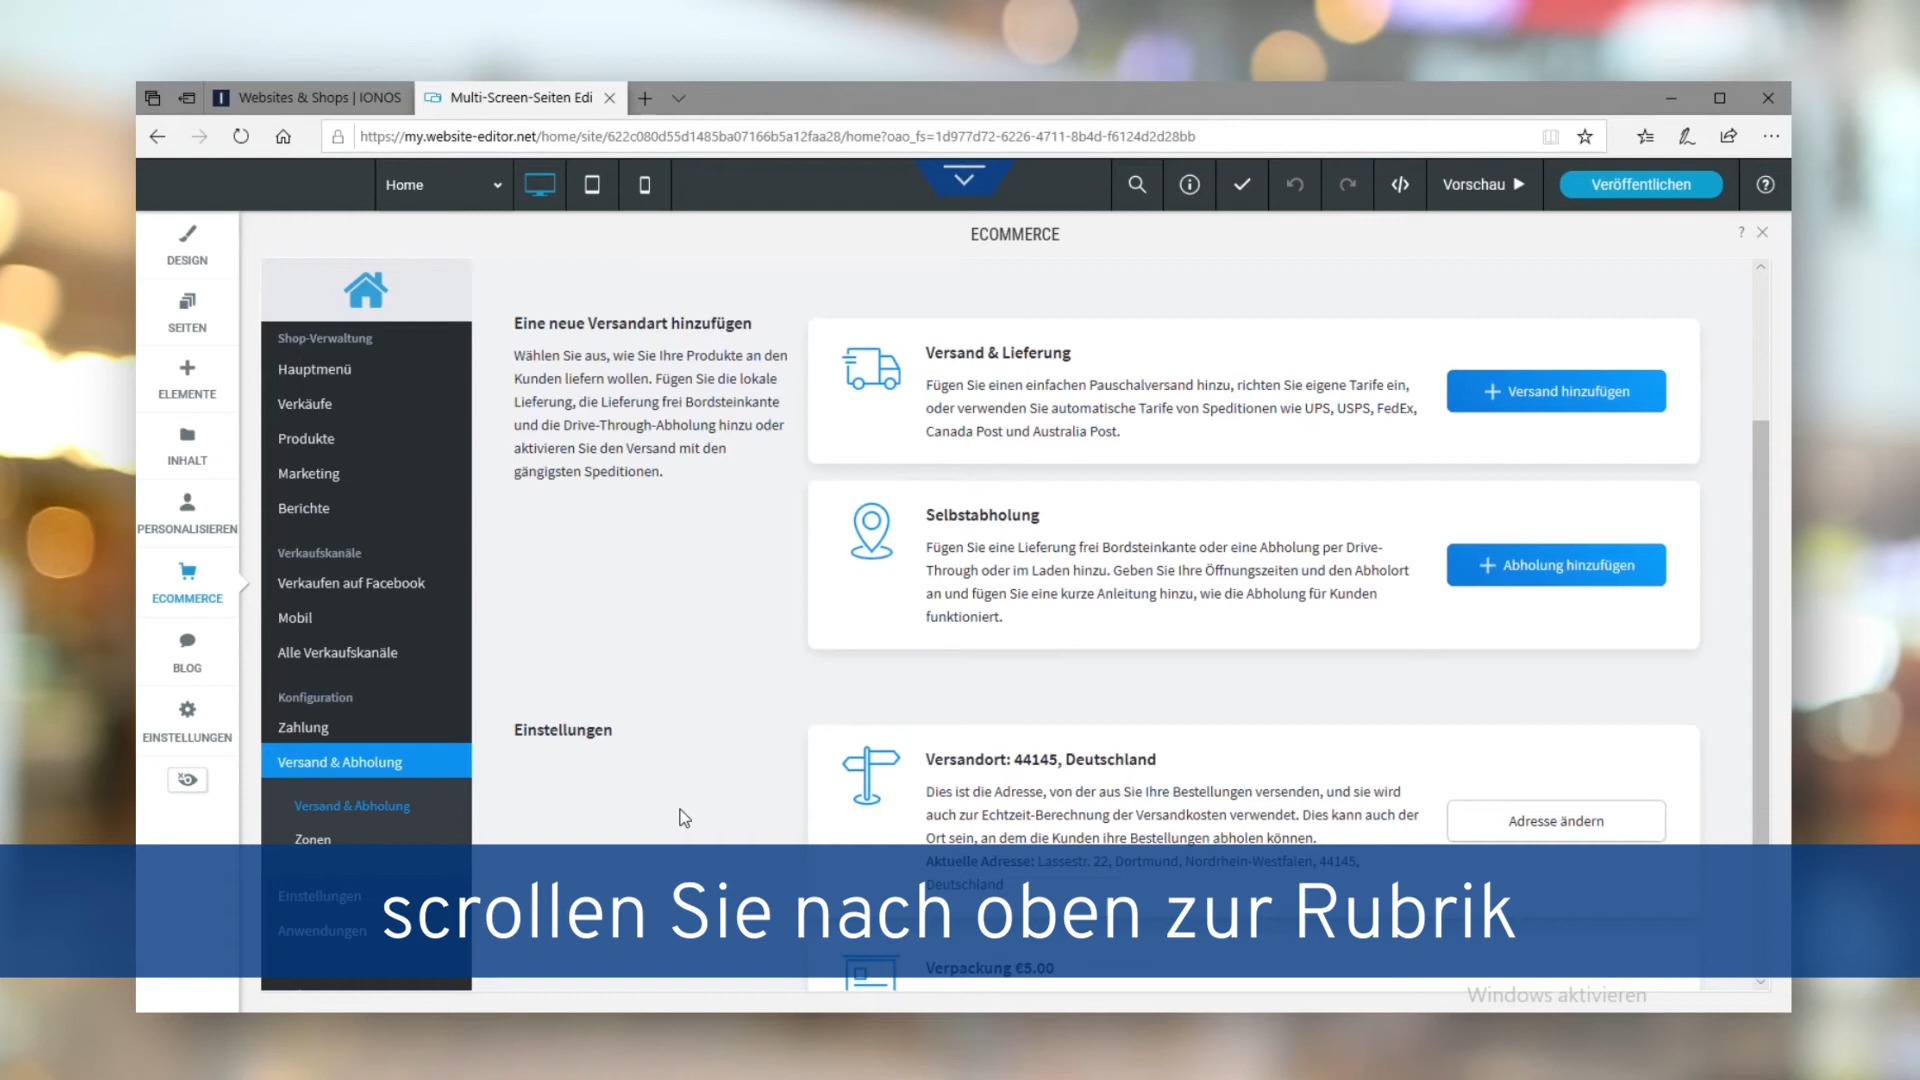 Websites & Shops | IONOS
Multi-Screen-Seiten Edi
https://my.website-editor.net/home/site/622c080d55d1485ba07166b5a12faa28/home?oao_fs=1d977d72-6226-4711-8b4d-f6124d2d28bb
Home
Vorschau
Veröffentlichen
ECOMMERCE
?
DESIGN
SEITEN
ELEMENTE
INHALT
PERSONALISIEREN
ECOMMERCE
BLOG
EINSTELLUNGEN
Shop-Verwaltung
Hauptmenü
Verkäufe
Produkte
Marketing
Berichte
Verkaufskanäle
Verkaufen auf Facebook
Mobil
Alle Verkaufskanäle
Konfiguration
Zahlung
Versand & Abholung
Versand & Abholung
Zonen
Einstellungen
Anwendungen
Eine neue Versandart hinzufügen
Wählen Sie aus, wie Sie Ihre Produkte an den
Kunden liefern wollen. Fügen Sie die lokale
Lieferung, die Lieferung frei Bordsteinkante
und die Drive-Through-Abholung hinzu oder
aktivieren Sie den Versand mit den
gängigsten Speditionen.
Versand & Lieferung
Fügen Sie einen einfachen Pauschalversand hinzu, richten Sie eigene Tarife ein,
oder verwenden Sie automatische Tarife von Speditionen wie UPS, USPS, FedEx,
Canada Post und Australia Post.
Versand hinzufügen
Selbstabholung
Fügen Sie eine Lieferung frei Bordsteinkante oder eine Abholung per Drive-
Through oder im Laden hinzu. Geben Sie Ihre Öffnungszeiten und den Abholort
an und fügen Sie eine kurze Anleitung hinzu, wie die Abholung für Kunden
funktioniert.
Abholung hinzufügen
Einstellungen
Versandort: 44145, Deutschland
Dies ist die Adresse, von der aus Sie Ihre Bestellungen versenden, und sie wird
auch zur Echtzeit-Berechnung der Versandkosten verwendet. Dies kann auch der
Ort sein, an dem die Kunden ihre Bestellungen abholen können.
Aktuelle Adresse: Lassestr. 22, Dortmund, Nordrhein-Westfalen, 44145,
Deutschland
Adresse ändern
Verpackung €5.00
scrollen Sie nach oben zur Rubrik
Windows aktivieren